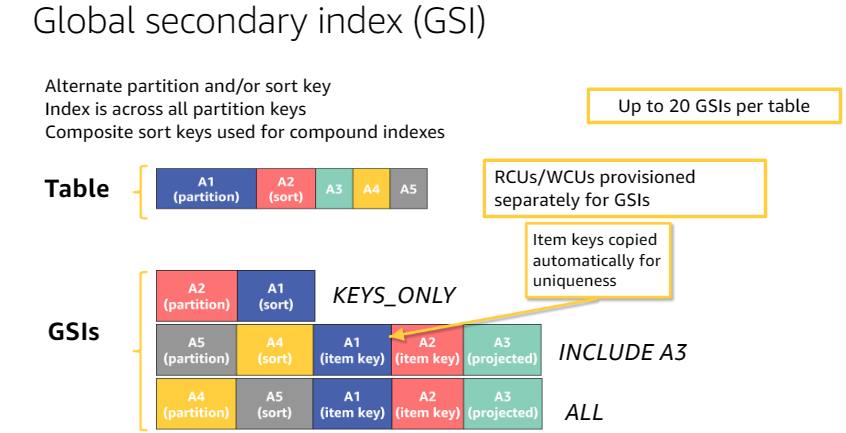 Global secondary index (GSI)
Alternate partition and/or sort key
Index is across all partition keys
Composite sort keys used for compound indexes
Up to 20 GSIs per table
Table
A1
(partition)
A2
(sort)
A3
A4
A5
RCUs/WCUs provisioned
separately for GSIs
Item keys copied
automatically for
uniqueness
GSIs
A2
(partition)
A1
(sort)
KEYS_ONLY
A5
(partition)
A4
(sort)
A1
(item key)
A2
(item key)
A3
(projected)
INCLUDE A3
A4
(partition)
A5
(sort)
A1
(item key)
A2
(item key)
A3
(projected)
ALL